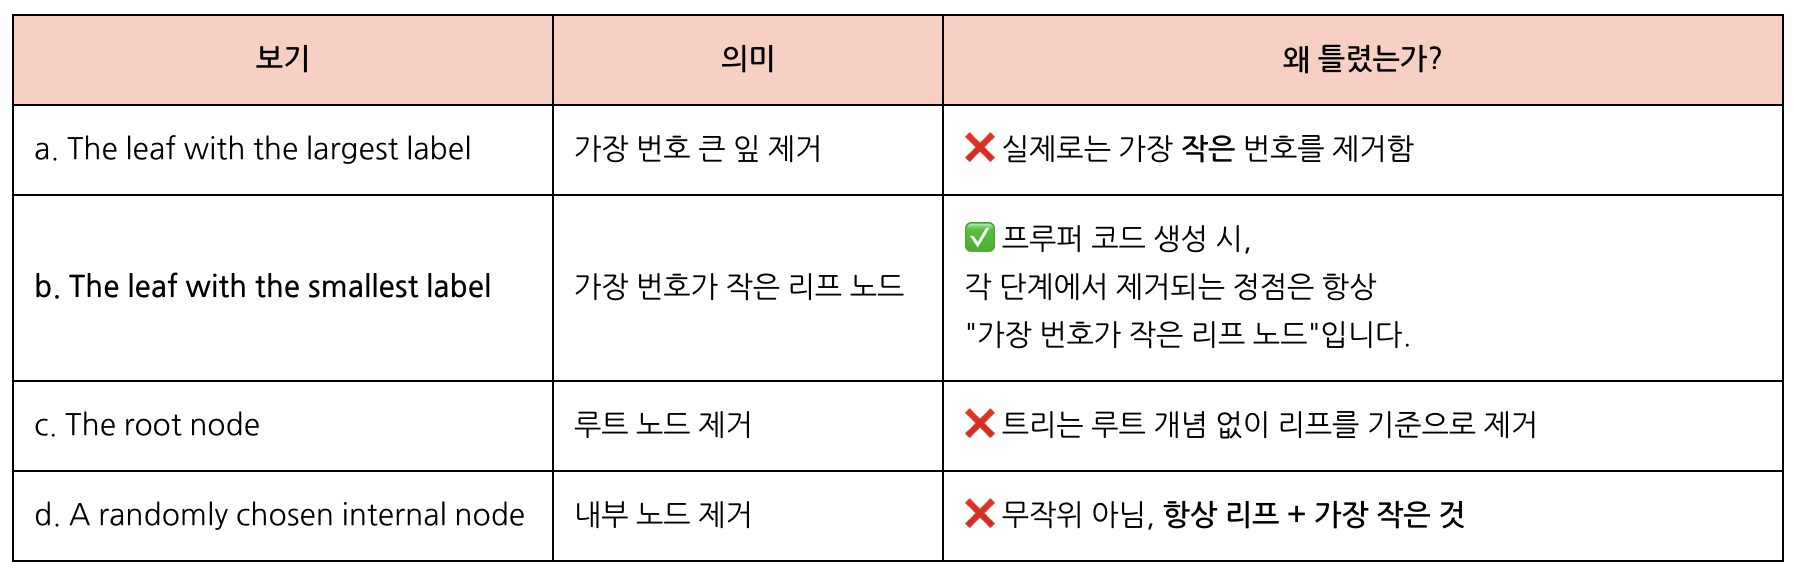 보기
의미
왜 틀렸는가?
a. The leaf with the largest label
가장 번호 큰 잎 제거
❌ 실제로는 가장 작은 번호를 제거함
b. The leaf with the smallest label
가장 번호가 작은 리프 노드
✅ 프루퍼 코드 생성 시,
각 단계에서 제거되는 정점은 항상
"가장 번호가 작은 리프 노드"입니다.
c. The root node
루트 노드 제거
❌ 트리는 루트 개념 없이 리프를 기준으로 제거
d. A randomly chosen internal node
내부 노드 제거
❌ 무작위 아님, 항상 리프 + 가장 작은 것